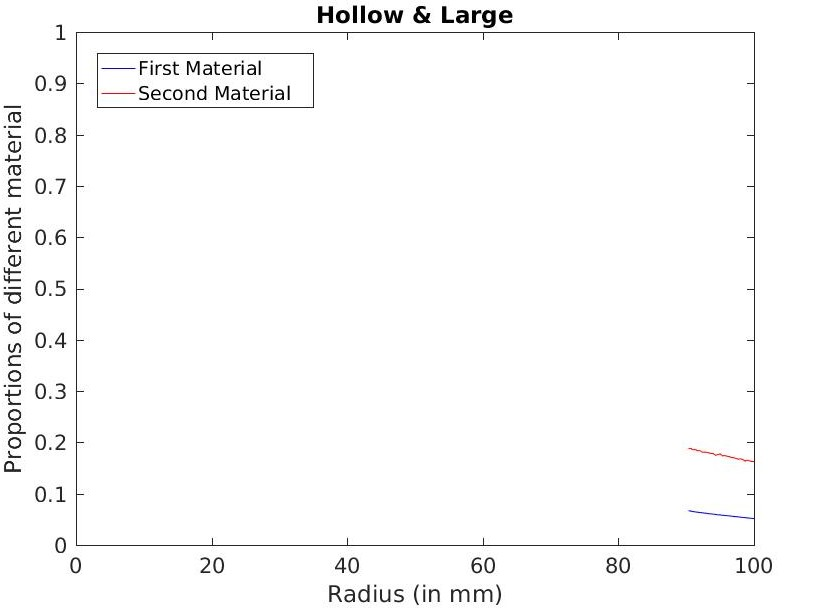 Hollow & Large
First Material
Second Material
Proportions of different material
1
0.9
0.8
0.7
0.6
0.5
0.4
0.3
0.2
0.1
0
0 20 40 60 80 100
Radius (in mm)